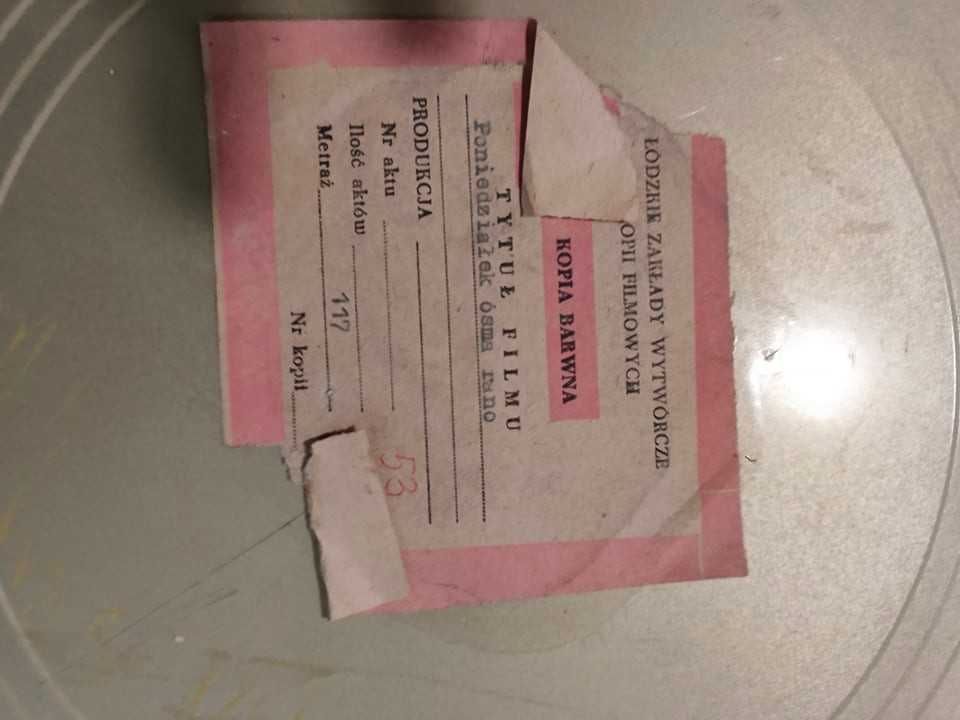 ŁÓDZKIE ZAKŁADY WYTWÓRCZE
OPII FILMOWYCH
KOPIA BARWNA
TYTUŁ FILMU
Poniedziałek ósma rano
PRODUKCJA
Nr aktu
53
Ilość aktów
Metraż 117
Nr kopii